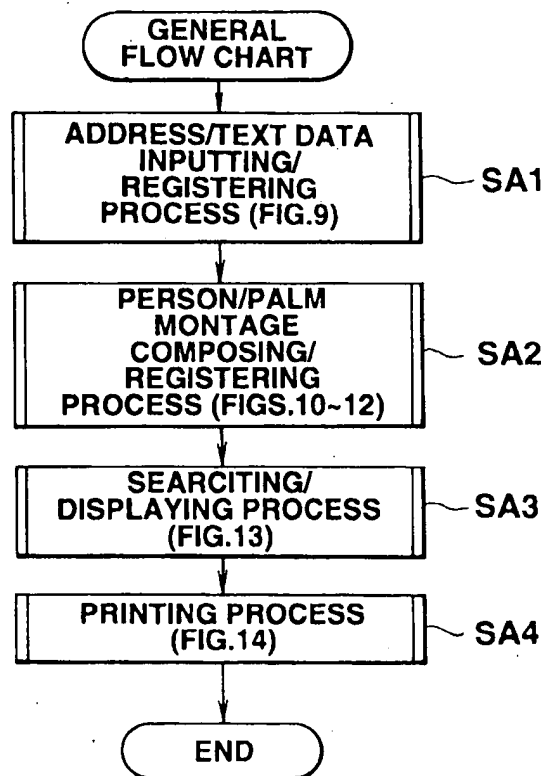 GENERAL
FLOW CHART
ADDRESS/TEXT DATA
INPUTTING/
REGISTERING
PROCESS (FIG.9)
SA1
PERSON/PALM
MONTAGE
COMPOSING/
REGISTERING
PROCESS (FIGS.10~12)
SA2
SEARCITING/
DISPLAYING PROCESS
(FIG.13)
SA3
PRINTING PROCESS
(FIG.14)
SA4
END